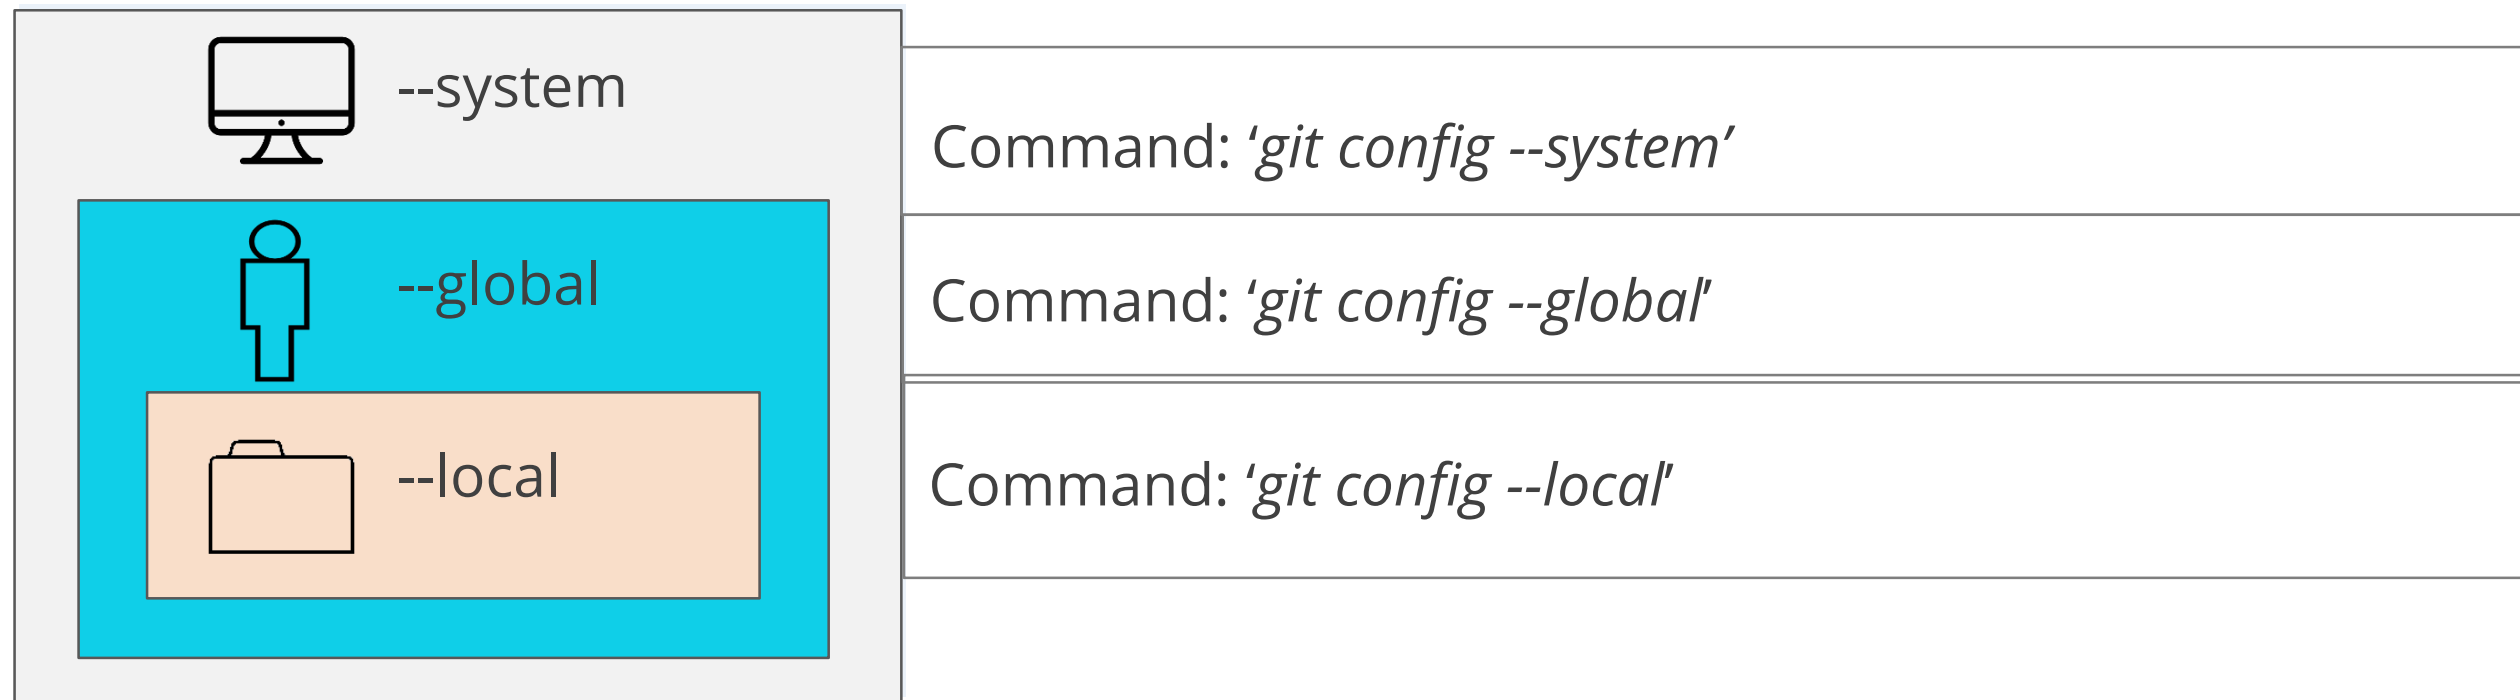 --system
Command: ‘git config --system’
--global
Command: ‘git config --global’
--local
Command: ‘git config --local’